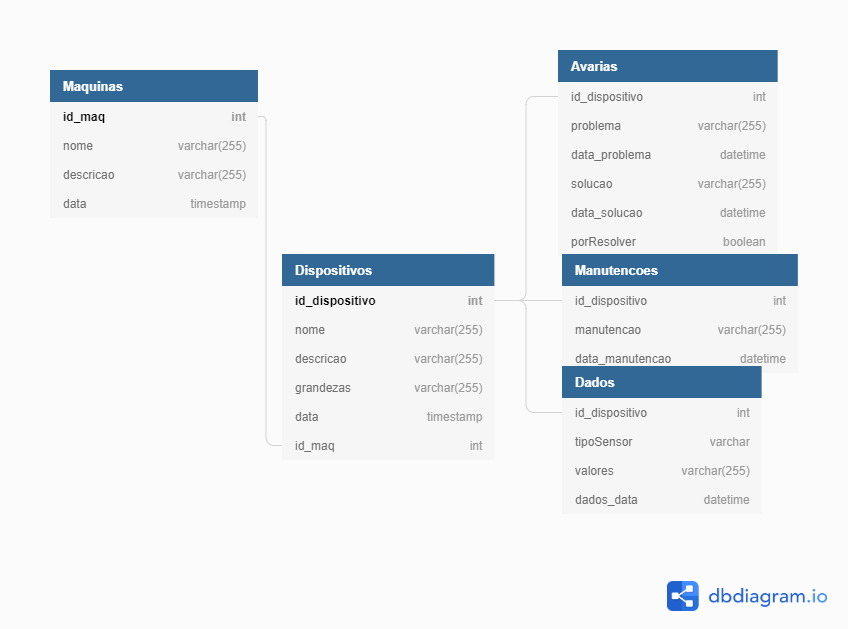 Maquinas
id_maq int
nome varchar(255)
descricao varchar(255)
data timestamp
Dispositivos
id_dispositivo int
nome varchar(255)
descricao varchar(255)
grandezas varchar(255)
data timestamp
id_maq int
Avarias
id_dispositivo int
problema varchar(255)
data_problema datetime
solucao varchar(255)
data_solucao datetime
porResolver boolean
Manutencoes
id_dispositivo int
manutencao varchar(255)
data_manutencao datetime
Dados
id_dispositivo int
tipoSensor varchar
valores varchar(255)
dados_data datetime
dbdiagram.io